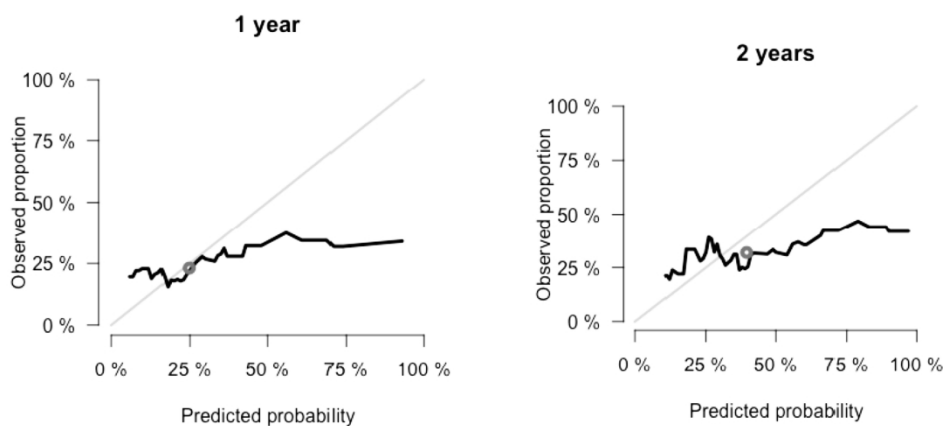 1 year
100 %
75 %
50 %
25 %
0 %
Observed proportion
0 % 25 % 50 % 75 % 100 %
Predicted probability
2 years
100 %
75 %
50 %
25 %
0 %
Observed proportion
0 % 25 % 50 % 75 % 100 %
Predicted probability